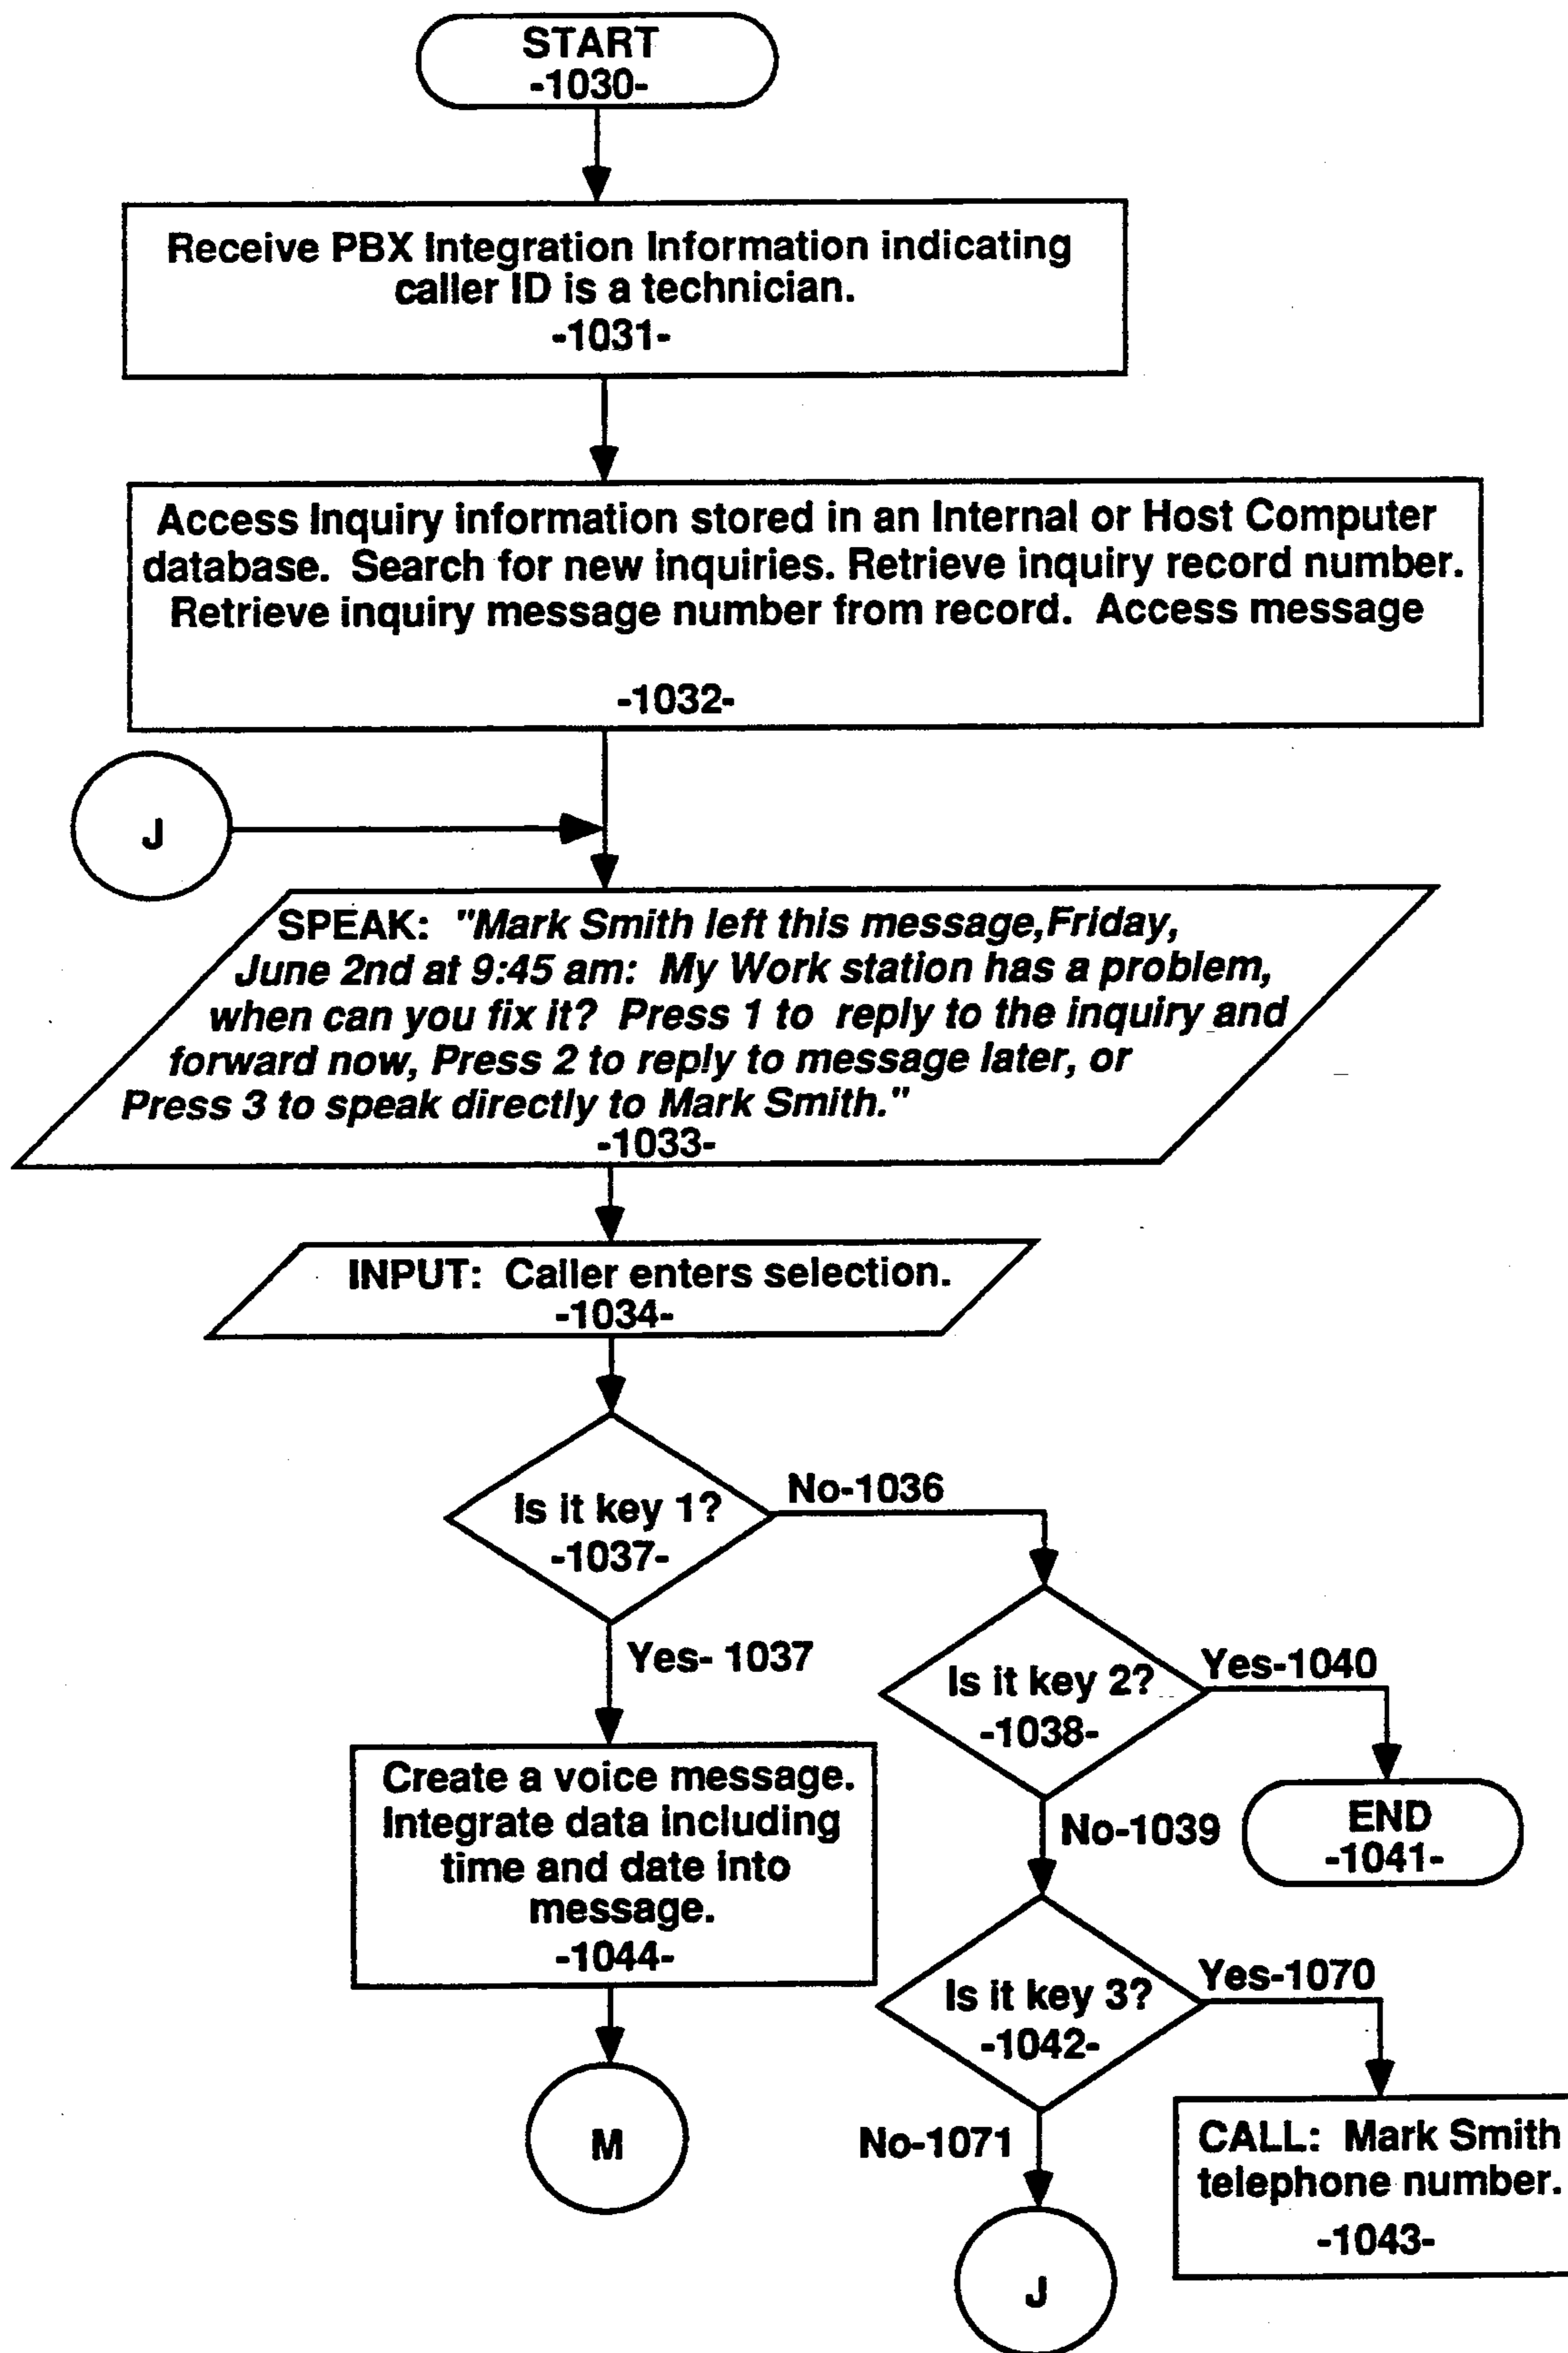 START
-1030-
Receive PBX Integration Information indicating
caller ID is a technician.
-1031-
Access Inquiry information stored in an Internal or Host Computer
database. Search for new inquiries. Retrieve inquiry record number.
Retrieve inquiry message number from record. Access message
-1032-
J
SPEAK: "Mark Smith left this message,Friday,
June 2nd at 9:45 am: My Work station has a problem,
when can you fix it? Press 1 to reply to the inquiry and
forward now, Press 2 to reply to message later, or
Press 3 to speak directly to Mark Smith."
-1033-
INPUT: Caller enters selection.
-1034-
Is it key 1?
-1037-
No-1036
Yes- 1037
Is it key 2?
-1038-
Yes-1040
END
-1041-
No-1039
Create a voice message.
Integrate data including
time and date into
message.
-1044-
M
Is it key 3?
-1042-
Yes-1070
CALL: Mark Smith
telephone number.
-1043-
No-1071
J